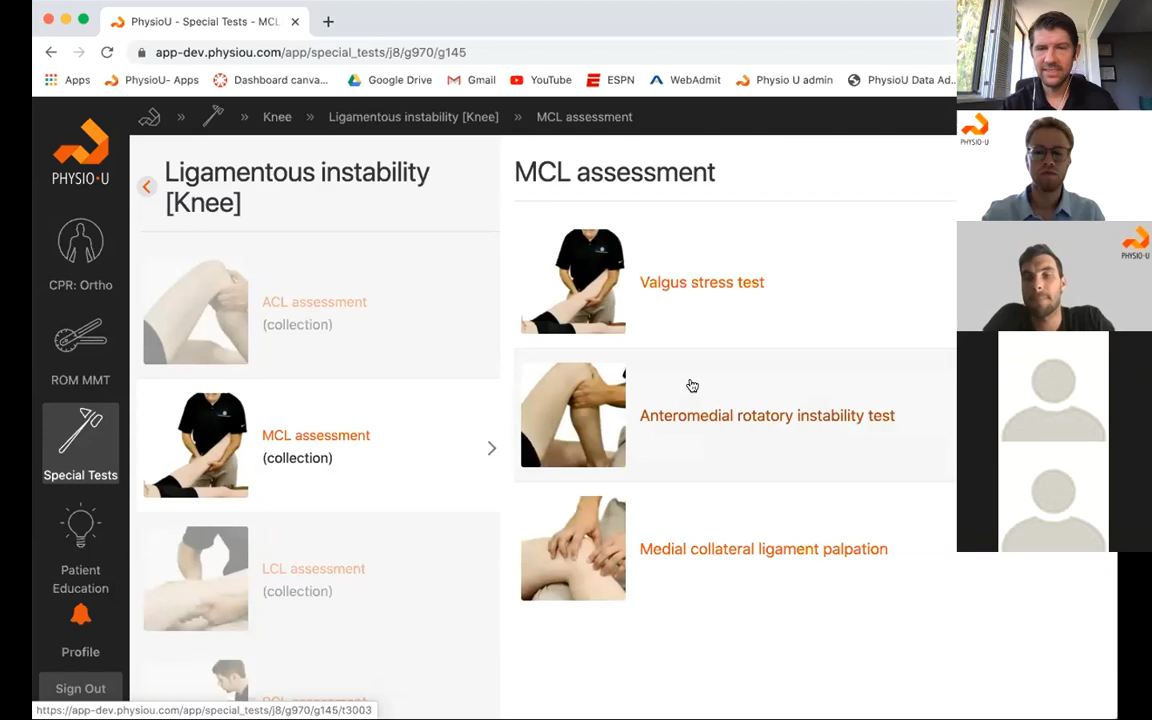 PhysioU - Special Tests - MCL
app-dev.physiou.com/app/special_tests/j8/g970/g145
Apps PhysioU- Apps Dashboard canva... Google Drive Gmail YouTube ESPN WebAdmit Physio U admin PhysioU Data Ad...
Knee » Ligamentous instability [Knee] » MCL assessment
PHYSIO·U
CPR: Ortho
ROM MMT
Special Tests
Patient
Education
Profile
Sign Out
Ligamentous instability
[Knee]
ACL assessment
(collection)
MCL assessment
(collection)
LCL assessment
(collection)
PCL assessment
MCL assessment
Valgus stress test
Anteromedial rotatory instability test
Medial collateral ligament palpation
PHYSIO·U
PHYSIO·U
https://app-dev.physiou.com/app/special_tests/j8/g970/g145/t3003